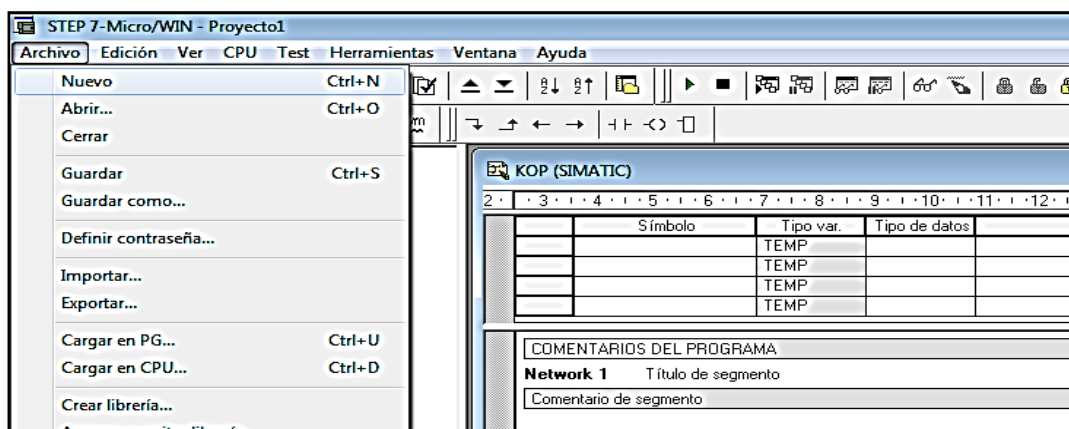 STEP 7-Micro/WIN - Proyecto1
Archivo Edición Ver CPU Test Herramientas Ventana Ayuda
Nuevo Ctrl+N
Abrir... Ctrl+O
Cerrar
Guardar Ctrl+S
Guardar como...
Definir contraseña...
Importar...
Exportar...
Cargar en PG... Ctrl+U
Cargar en CPU... Ctrl+D
Crear librería...
KOP (SIMATIC)
2 · 3 · 4 · 5 · 6 · 7 · 8 · 9 · 10 · 11 · 12
Símbolo Tipo var. Tipo de datos
TEMP
TEMP
TEMP
TEMP
COMENTARIOS DEL PROGRAMA
Network 1 Título de segmento
Comentario de segmento